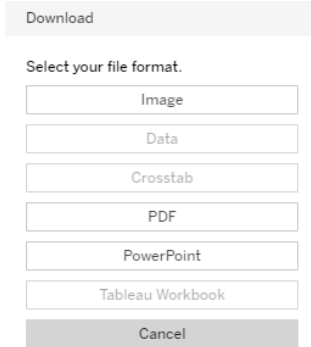 Download
Select your file format.
Image
Data
Crosstab
PDF
PowerPoint
Tableau Workbook
Cancel